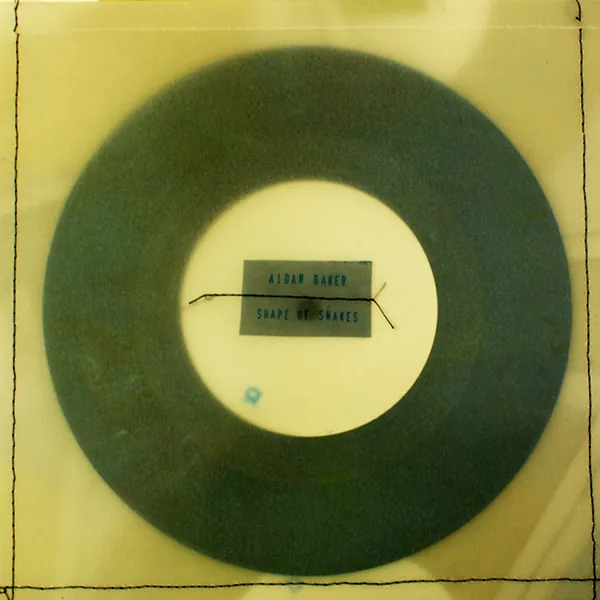 AIDAN BAKER
SHAPE OF SNAKES